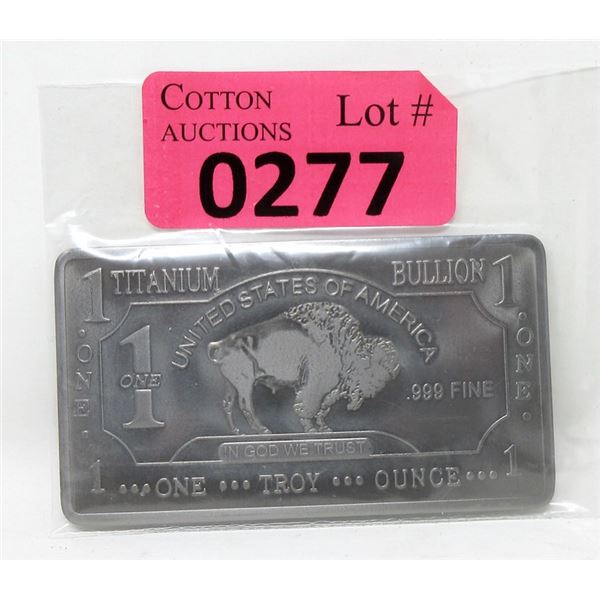 COTTON
AUCTIONS
Lot #
0277
1 TITANIUM BULLION 1
UNITED STATES OF AMERICA
· ONE ·
1
ONE
.999 FINE
· ONE ·
IN GOD WE TRUST
1 ••• ONE ••• TROY ••• OUNCE ••• 1